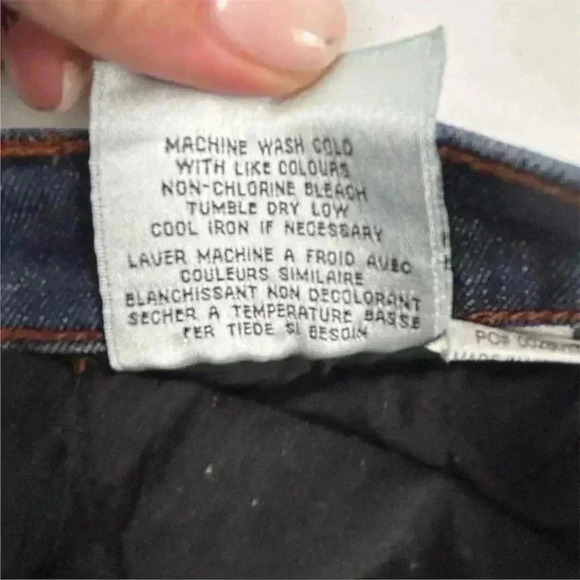 MACHINE WASH COLD
WITH LIKE COLOURS
NON-CHLORINE BLEACH
TUMBLE DRY LOW
COOL IRON IF NECESSARY
LAVER MACHINE A FROID AVEC
COULEURS SIMILAIRE
BLANCHISSANT NON DECOLORANT
SECHER A TEMPERATURE BASSE
FER TIEDE SI BESOIN
PC#